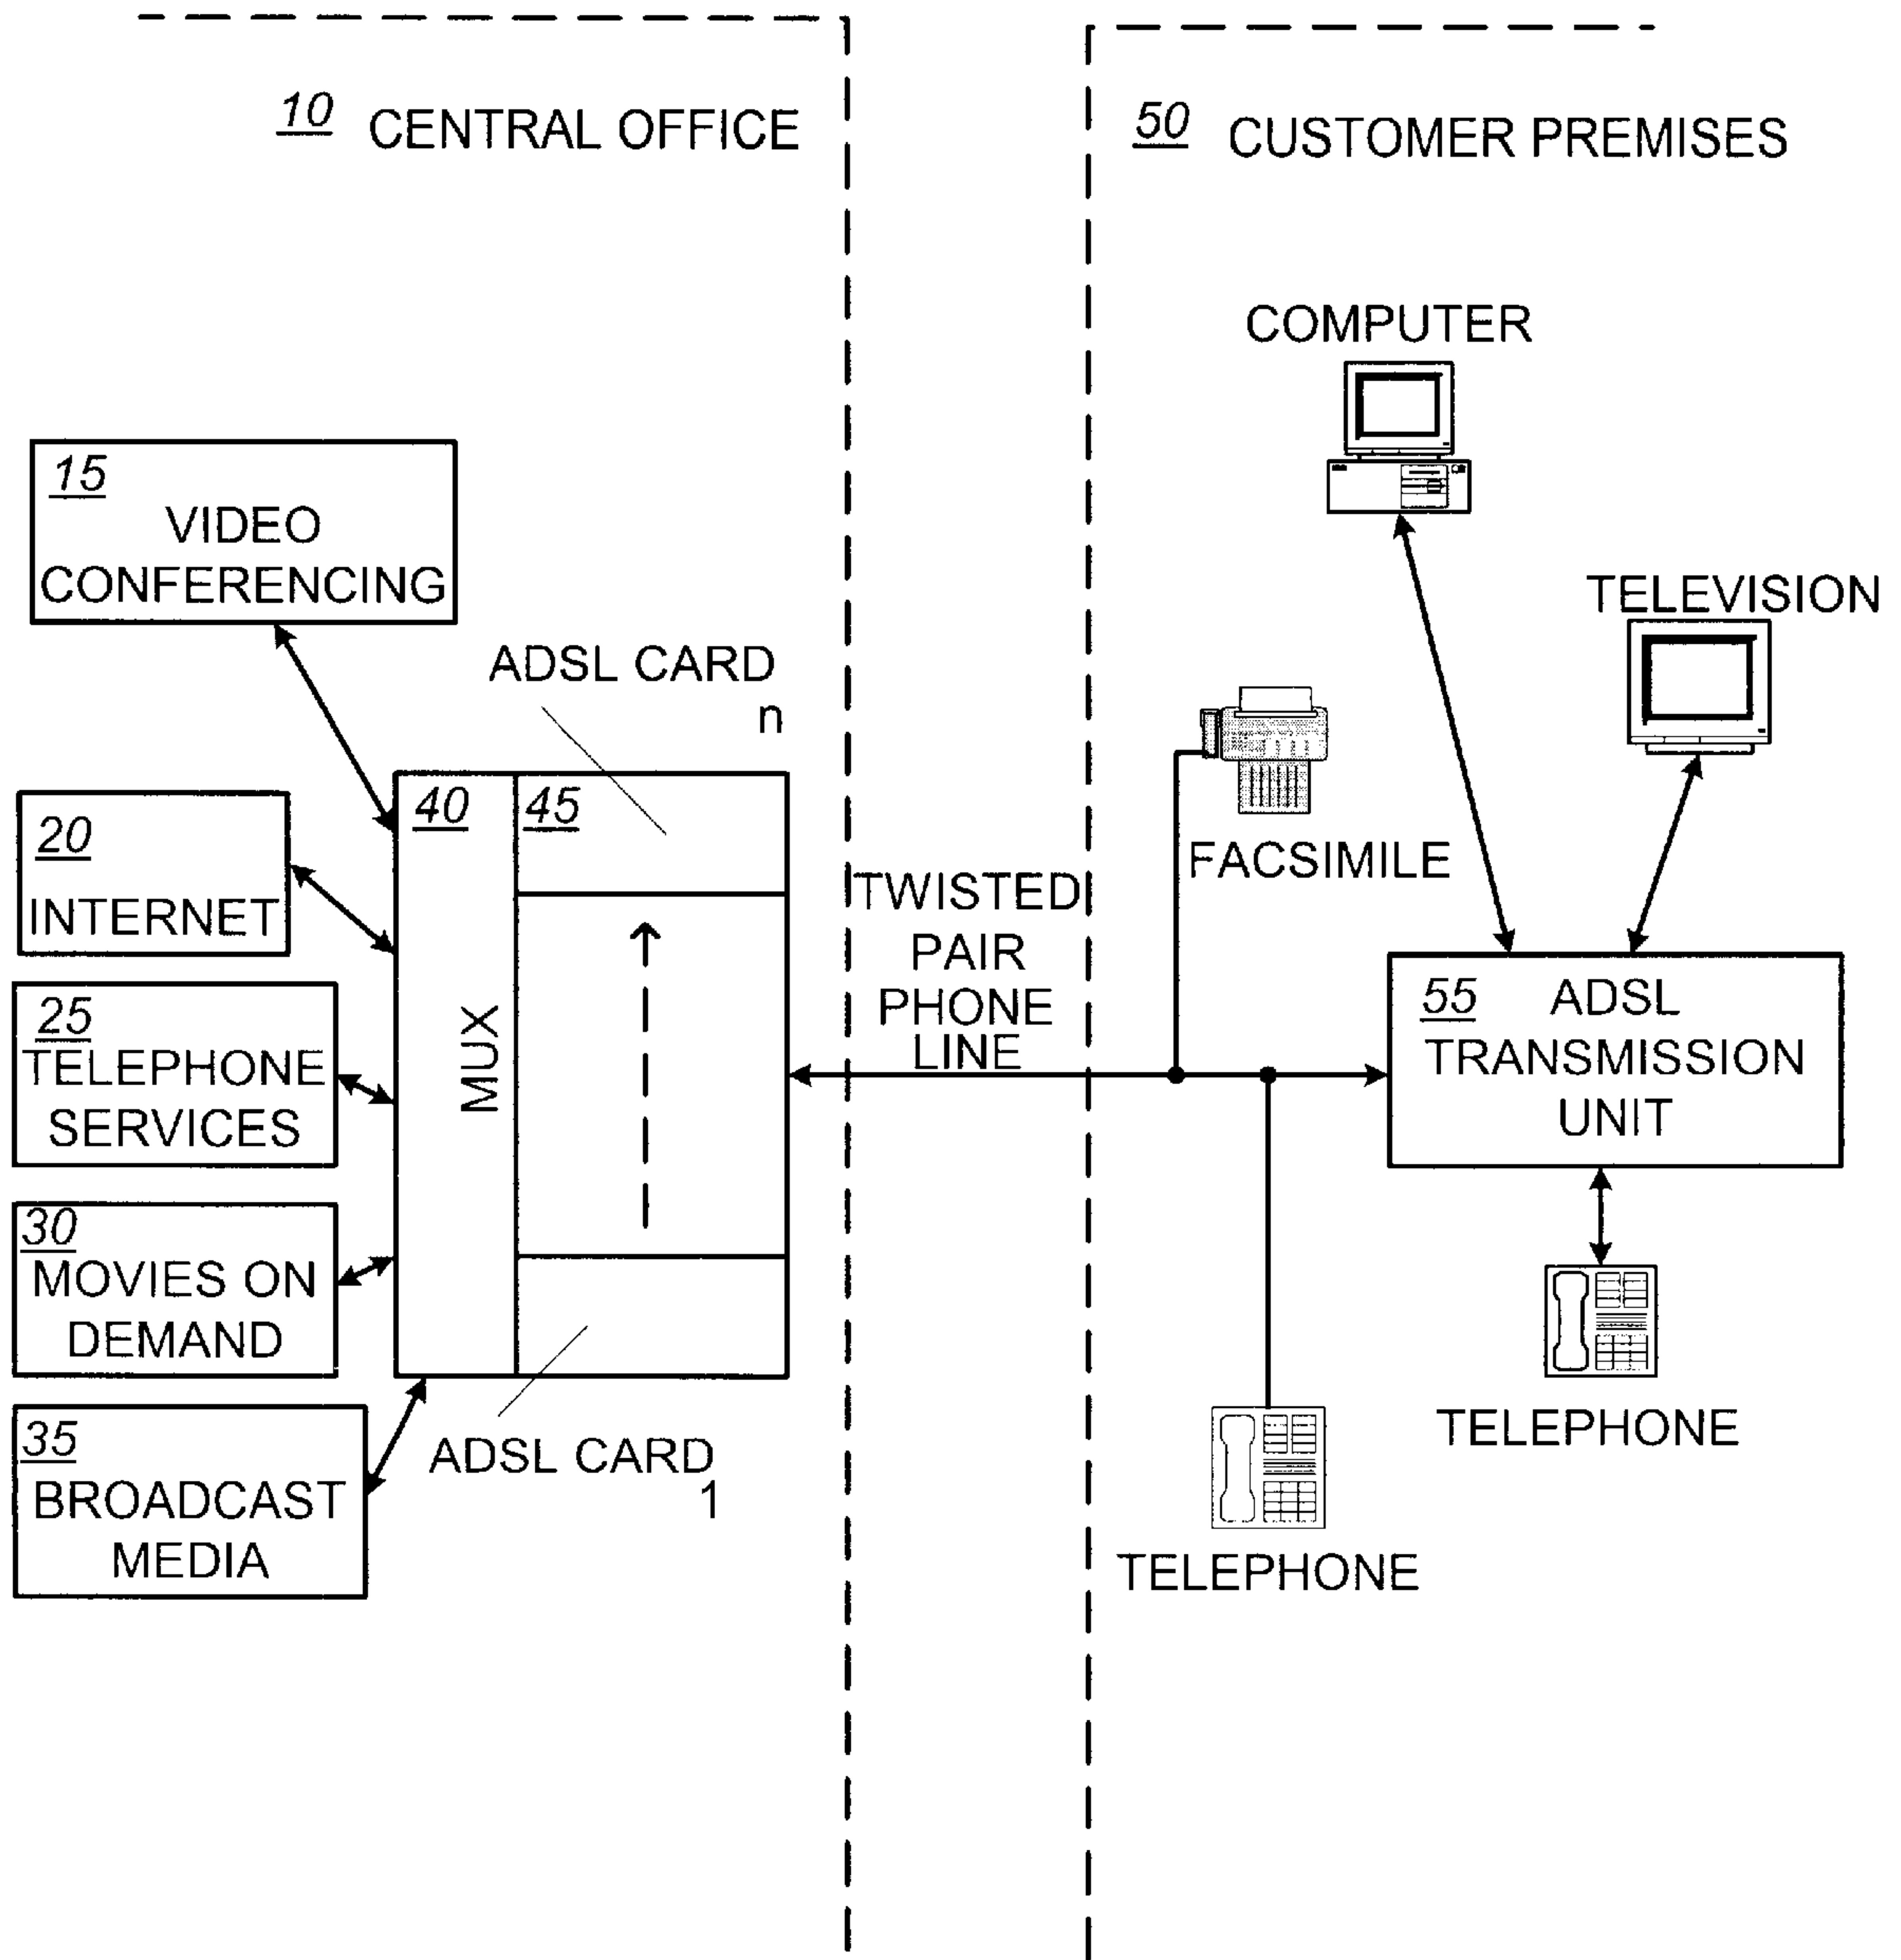 10 CENTRAL OFFICE
50 CUSTOMER PREMISES
COMPUTER
15
VIDEO
CONFERENCING
TELEVISION
ADSL CARD
n
20
INTERNET
40
45
FACSIMILE
TWISTED
PAIR
PHONE
LINE
25
TELEPHONE
SERVICES
MUX
55 ADSL
TRANSMISSION
UNIT
30
MOVIES ON
DEMAND
TELEPHONE
35
BROADCAST
MEDIA
ADSL CARD
1
TELEPHONE